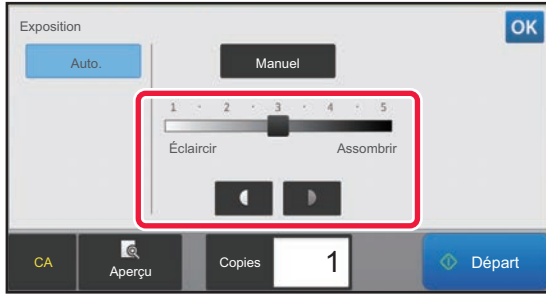 Exposition
OK
Auto.
Manuel
1 · 2 · 3 · 4 · 5
Éclaircir Assombrir
CA
Aperçu
Copies
1
Départ